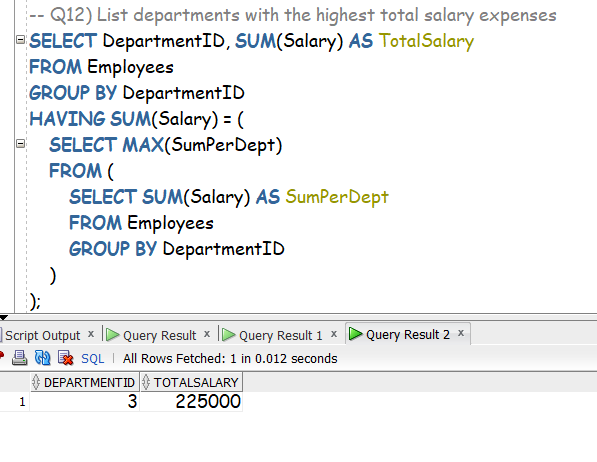 -- Q12) List departments with the highest total salary expenses
SELECT DepartmentID, SUM(Salary) AS TotalSalary
FROM Employees
GROUP BY DepartmentID
HAVING SUM(Salary) = (
SELECT MAX(SumPerDept)
FROM (
SELECT SUM(Salary) AS SumPerDept
FROM Employees
GROUP BY DepartmentID
)
);
Script Output x Query Result x Query Result 1 x Query Result 2 x
SQL | All Rows Fetched: 1 in 0.012 seconds
DEPARTMENTID TOTALSALARY
1 3 225000